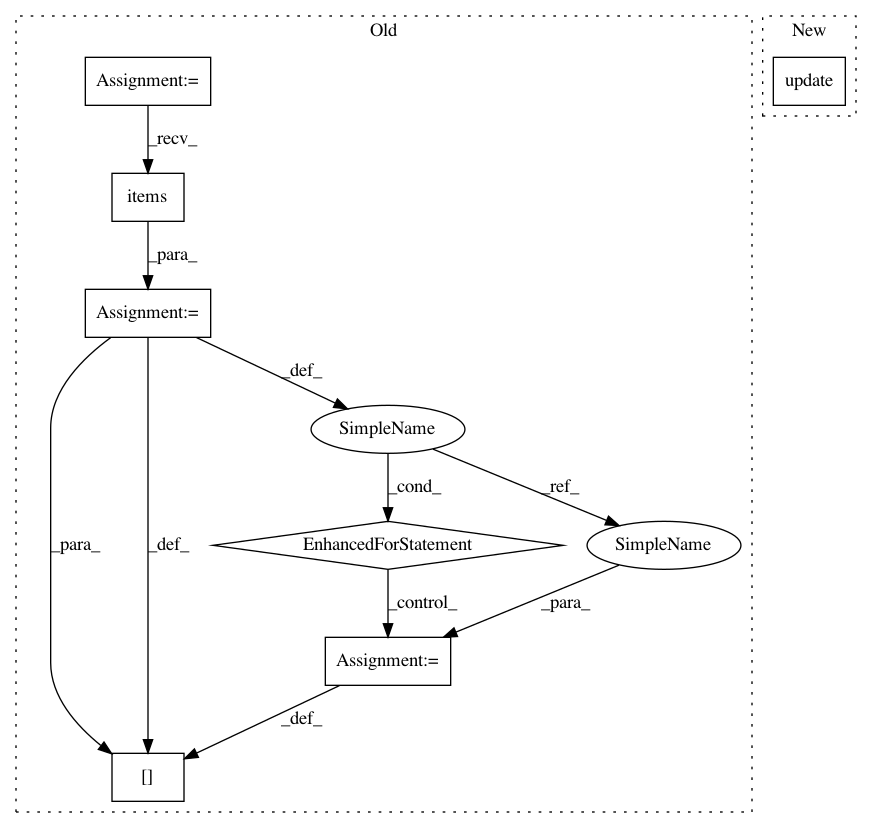 Old
New
Assignment:=
update
_recv_
items
_para_
Assignment:=
_def_
SimpleName
_cond_
_ref_
_para_
_def_
EnhancedForStatement
SimpleName
_control_
_para_
Assignment:=
_def_
[]